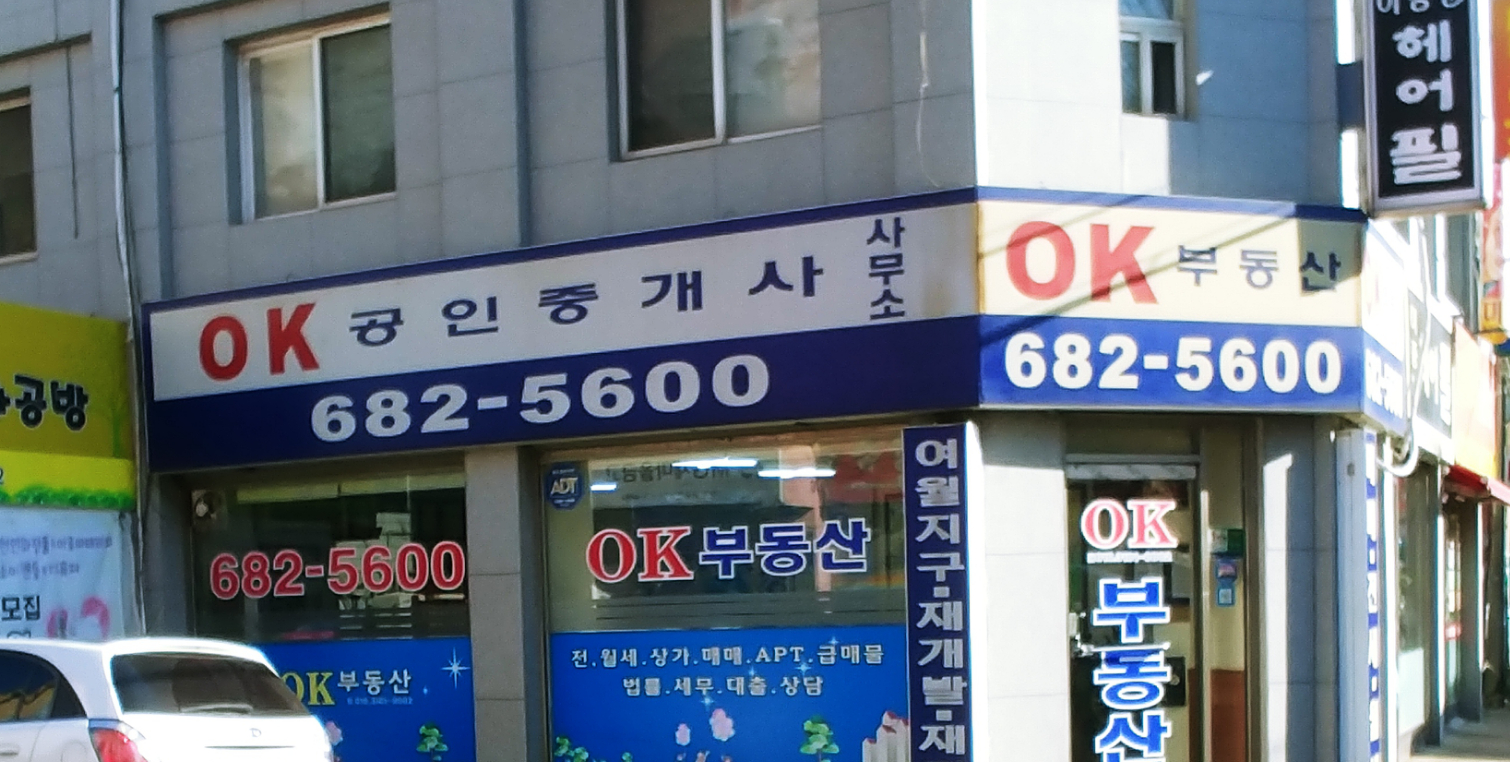 헤어필
OK 공인중개사 사무소
682-5600
OK 부동산
682-5600
공방
모집
682-5600
ADT
OK부동산
여월지구-재개발-재
OK
부동산
OK 부동산
전.월세.상가.매매.APT.급매물
법률.세무.대출.상담